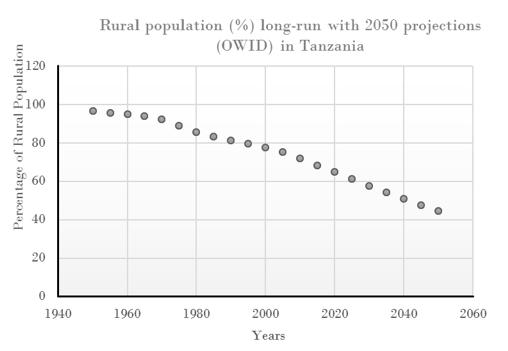 Rural population (%) long-run with 2050 projections
(OWID) in Tanzania
Percentage of Rural Population
120
100
80
60
40
20
0
1940 1960 1980 2000 2020 2040 2060
Years